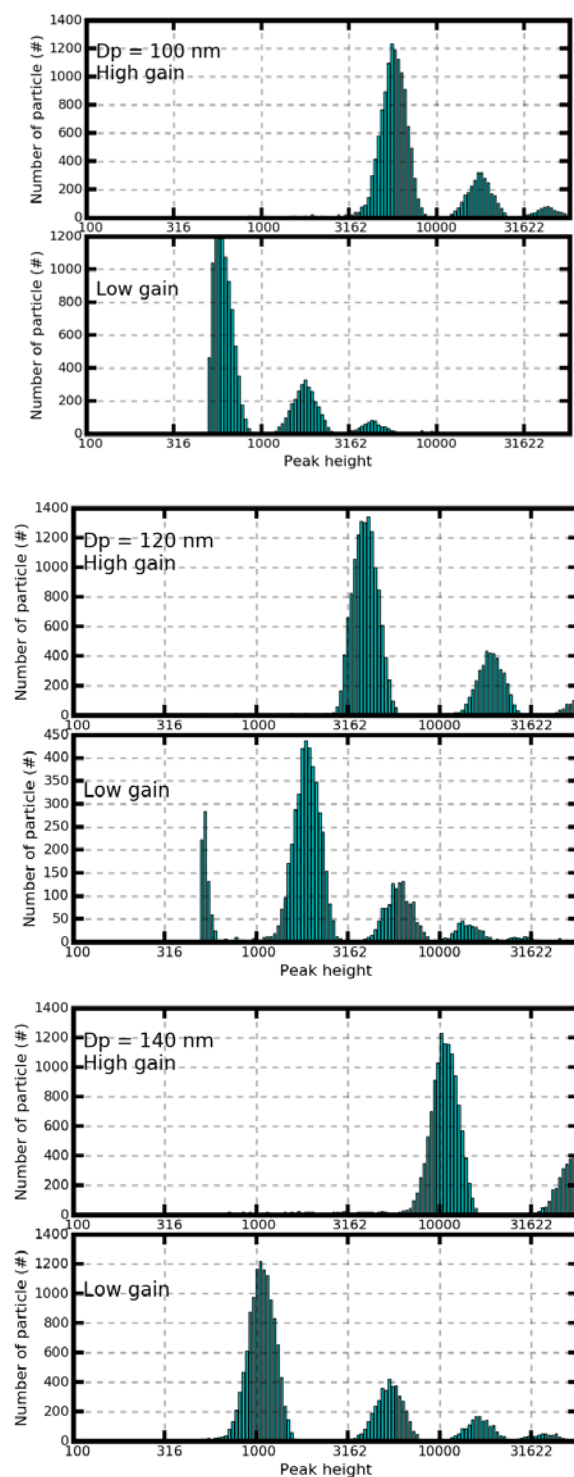 1400
1200
1000
800
600
400
200
0
Number of particle (#)
Dp = 100 nm
High gain
100 316 1000 3162 10000 31622
1200
1000
800
600
400
200
0
Number of particle (#)
Low gain
100 316 1000 3162 10000 31622
Peak height
1400
1200
1000
800
600
400
200
0
Number of particle (#)
Dp = 120 nm
High gain
100 316 1000 3162 10000 31622
450
400
350
300
250
200
150
100
50
0
Number of particle (#)
Low gain
100 316 1000 3162 10000 31622
Peak height
1400
1200
1000
800
600
400
200
0
Number of particle (#)
Dp = 140 nm
High gain
100 316 1000 3162 10000 31622
1400
1200
1000
800
600
400
200
0
Number of particle (#)
Low gain
100 316 1000 3162 10000 31622
Peak height